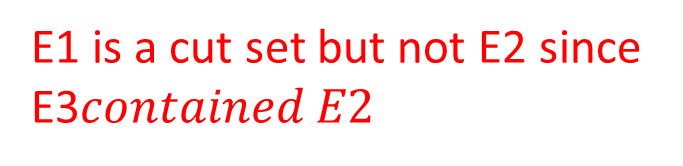 E1 is a cut set but not E2 since
E3contained E2